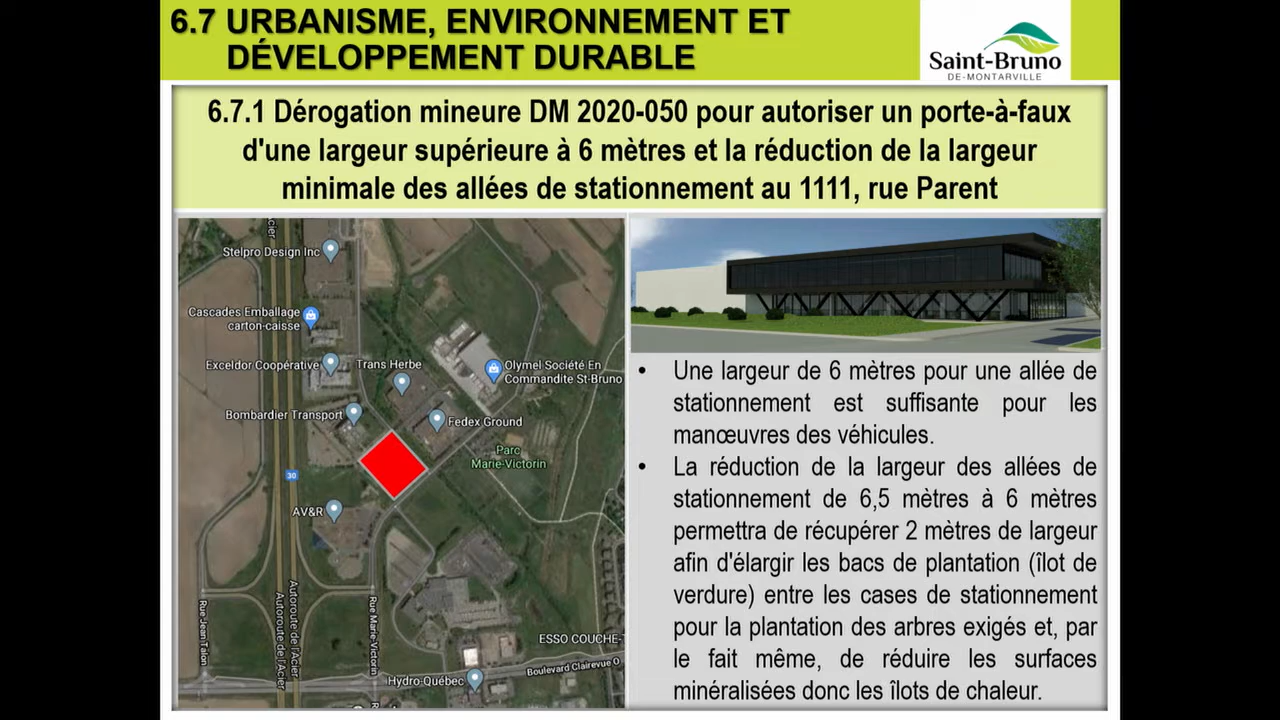 6.7 URBANISME, ENVIRONNEMENT ET
DÉVELOPPEMENT DURABLE
Saint-Bruno
DE-MONTARVILLE
6.7.1 Dérogation mineure DM 2020-050 pour autoriser un porte-à-faux
d'une largeur supérieure à 6 mètres et la réduction de la largeur
minimale des allées de stationnement au 1111, rue Parent
Acier
Stelpro Design Inc
Cascades Emballage
carton-caisse
Exceldor Coopérative
Trans Herbe
Olymel Société En
Commandite St-Bruno
Bombardier Transport
Fedex Ground
Parc
Marie-Victorin
30
AV&R
Rue Jean Talon
Autoroute de l'Acier
Autoroute de l'Acier
Rue Marie-Victorin
ESSO COUCHE-T
Boulevard Clairevue O
Hydro-Québec
• Une largeur de 6 mètres pour une allée de
stationnement est suffisante pour les
manœuvres des véhicules.
• La réduction de la largeur des allées de
stationnement de 6,5 mètres à 6 mètres
permettra de récupérer 2 mètres de largeur
afin d'élargir les bacs de plantation (îlot de
verdure) entre les cases de stationnement
pour la plantation des arbres exigés et, par
le fait même, de réduire les surfaces
minéralisées donc les îlots de chaleur.